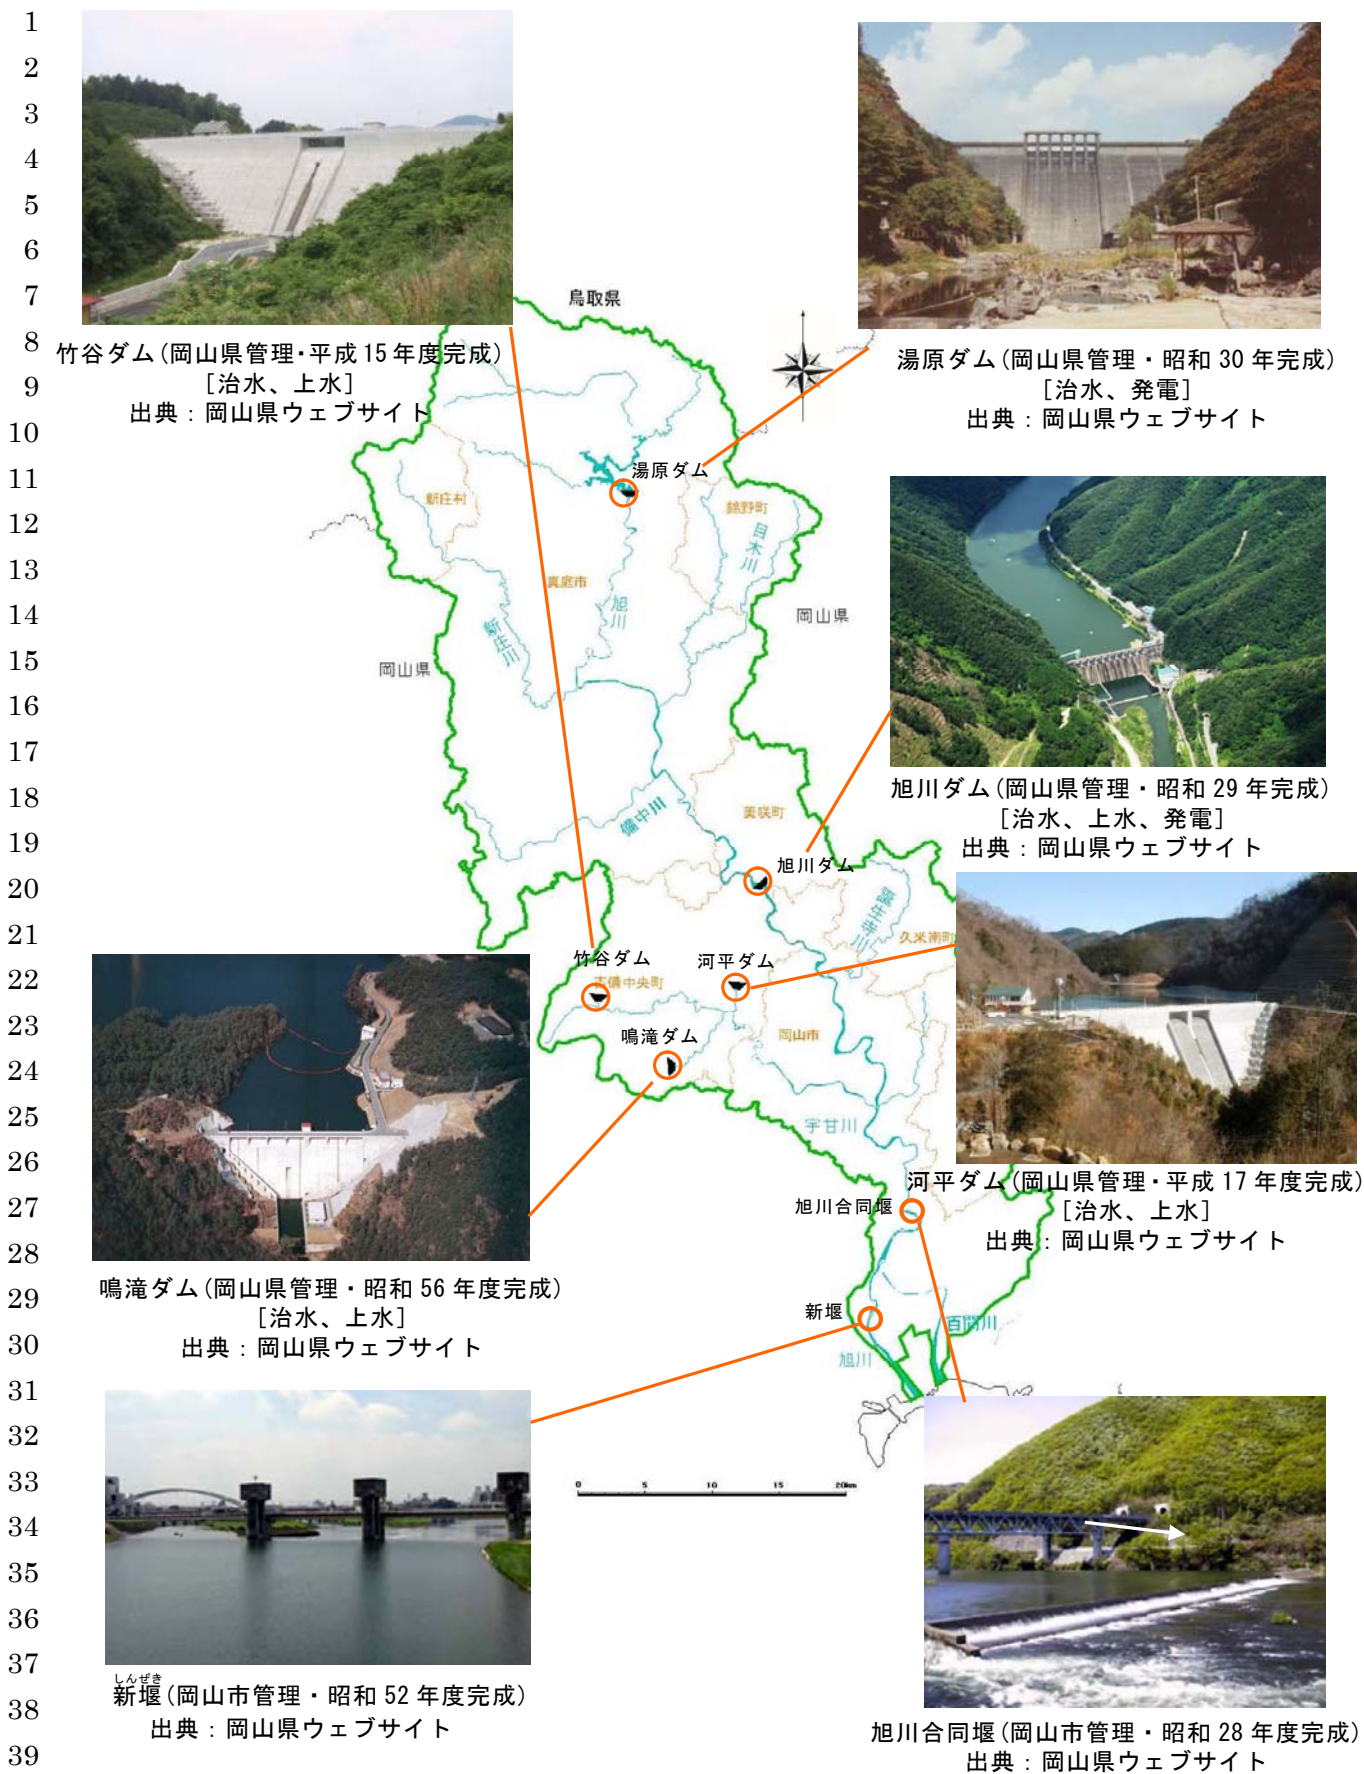 1
2
3
4
5
6
7
8
9
10
11
12
13
14
15
16
17
18
19
20
21
22
23
24
25
26
27
28
29
30
31
32
33
34
35
36
37
38
39
竹谷ダム(岡山県管理・平成15年度完成)
[治水、上水]
出典：岡山県ウェブサイト
湯原ダム(岡山県管理・昭和30年完成)
[治水、発電]
出典：岡山県ウェブサイト
鳥取県
湯原ダム
新庄村
鏡野町
目木川
真庭市
旭川
新庄川
岡山県
岡山県
旭川ダム(岡山県管理・昭和29年完成)
[治水、上水、発電]
出典：岡山県ウェブサイト
美咲町
備中川
旭川ダム
誕生寺川
久米南町
竹谷ダム
河平ダム
吉備中央町
鳴滝ダム
岡山市
宇甘川
河平ダム(岡山県管理・平成17年度完成)
[治水、上水]
出典：岡山県ウェブサイト
旭川合同堰
鳴滝ダム(岡山県管理・昭和56年度完成)
[治水、上水]
出典：岡山県ウェブサイト
新堰
百間川
旭川
0 5 10 15 20km
しんぜき
新堰(岡山市管理・昭和52年度完成)
出典：岡山県ウェブサイト
旭川合同堰(岡山市管理・昭和28年度完成)
出典：岡山県ウェブサイト